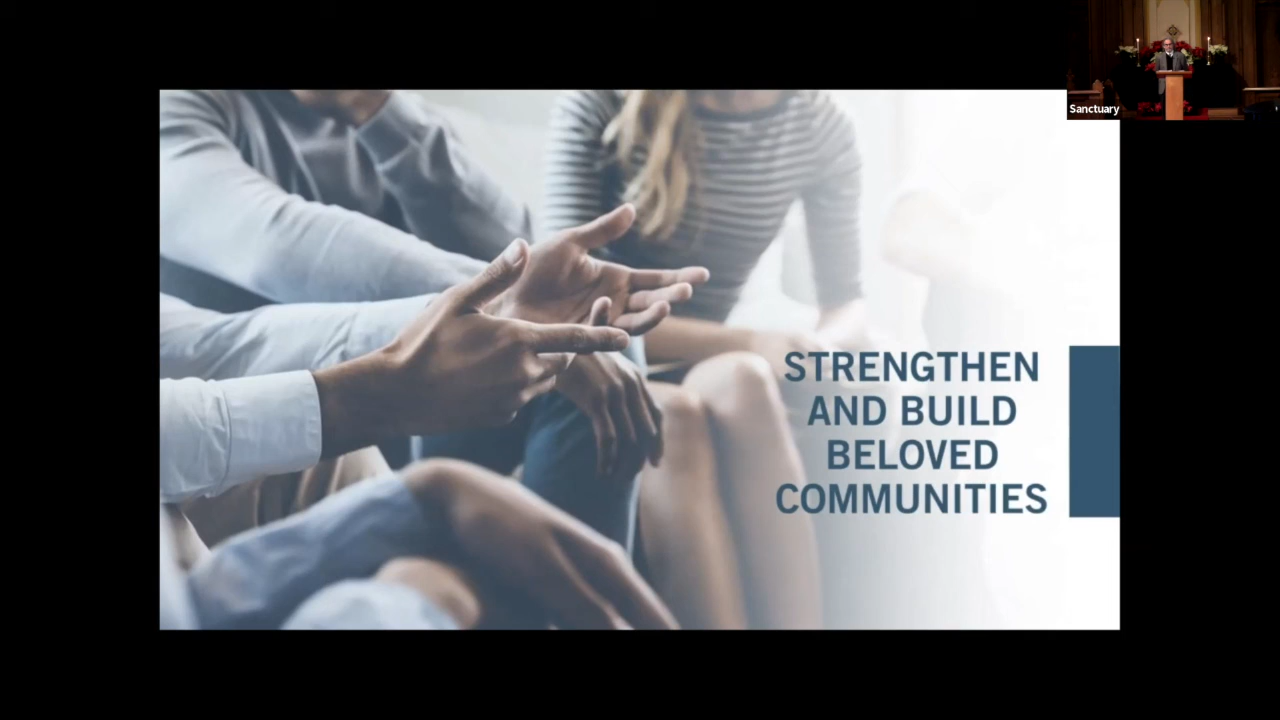 Sanctuary
STRENGTHEN
AND BUILD
BELOVED
COMMUNITIES